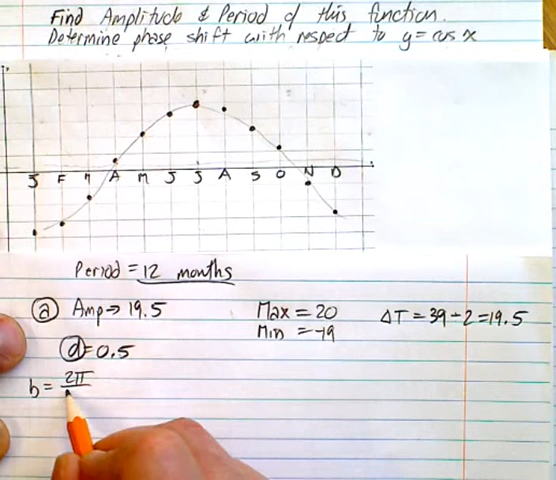 Find Amplitude & Period of this function.
Determine phase shift with respect to y = cos x
J F M A M J J A S O N D
Period = 12 months
ⓐ Amp → 19.5
Max = 20
Min = -19
ΔT = 39 ÷ 2 = 19.5
ⓓ = 0.5
b = 2π